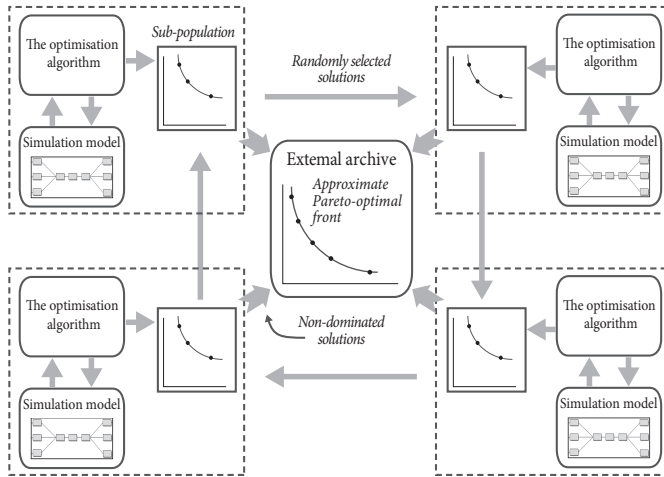 The optimisation
algorithm
Sub-population
Simulation model
Randomly selected
solutions
The optimisation
algorithm
Simulation model
External archive
Approximate
Pareto-optimal
front
The optimisation
algorithm
Simulation model
Non-dominated
solutions
The optimisation
algorithm
Simulation model